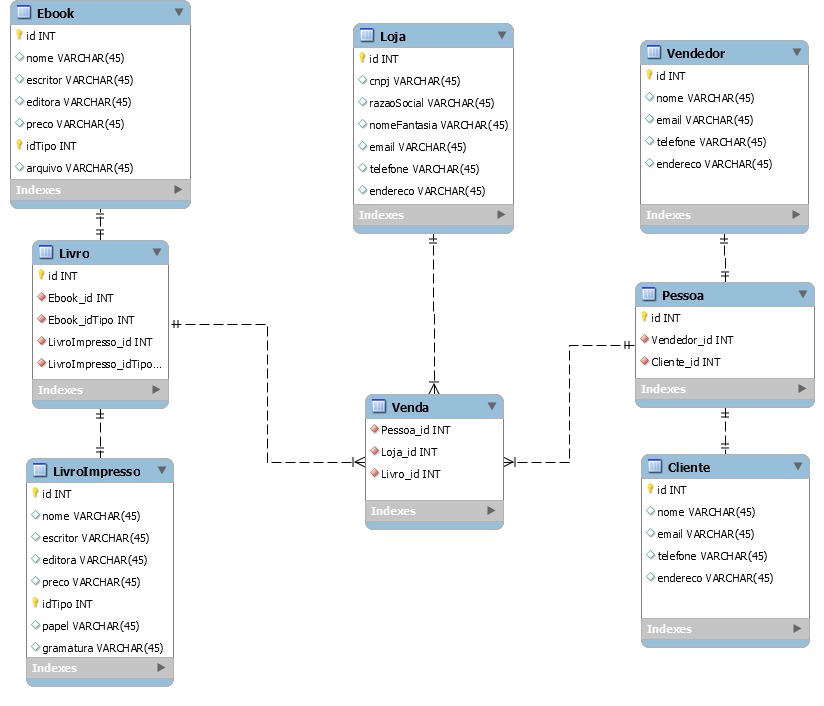 Ebook
id INT
nome VARCHAR(45)
escritor VARCHAR(45)
editora VARCHAR(45)
preco VARCHAR(45)
idTipo INT
arquivo VARCHAR(45)
Indexes
Livro
id INT
Ebook_id INT
Ebook_idTipo INT
LivroImpresso_id INT
LivroImpresso_idTipo...
Indexes
LivroImpresso
id INT
nome VARCHAR(45)
escritor VARCHAR(45)
editora VARCHAR(45)
preco VARCHAR(45)
idTipo INT
papel VARCHAR(45)
gramatura VARCHAR(45)
Indexes
Loja
id INT
cnpj VARCHAR(45)
razaoSocial VARCHAR(45)
nomeFantasia VARCHAR(45)
email VARCHAR(45)
telefone VARCHAR(45)
endereco VARCHAR(45)
Indexes
Venda
Pessoa_id INT
Loja_id INT
Livro_id INT
Indexes
Vendedor
id INT
nome VARCHAR(45)
email VARCHAR(45)
telefone VARCHAR(45)
endereco VARCHAR(45)
Indexes
Pessoa
id INT
Vendedor_id INT
Cliente_id INT
Indexes
Cliente
id INT
nome VARCHAR(45)
email VARCHAR(45)
telefone VARCHAR(45)
endereco VARCHAR(45)
Indexes